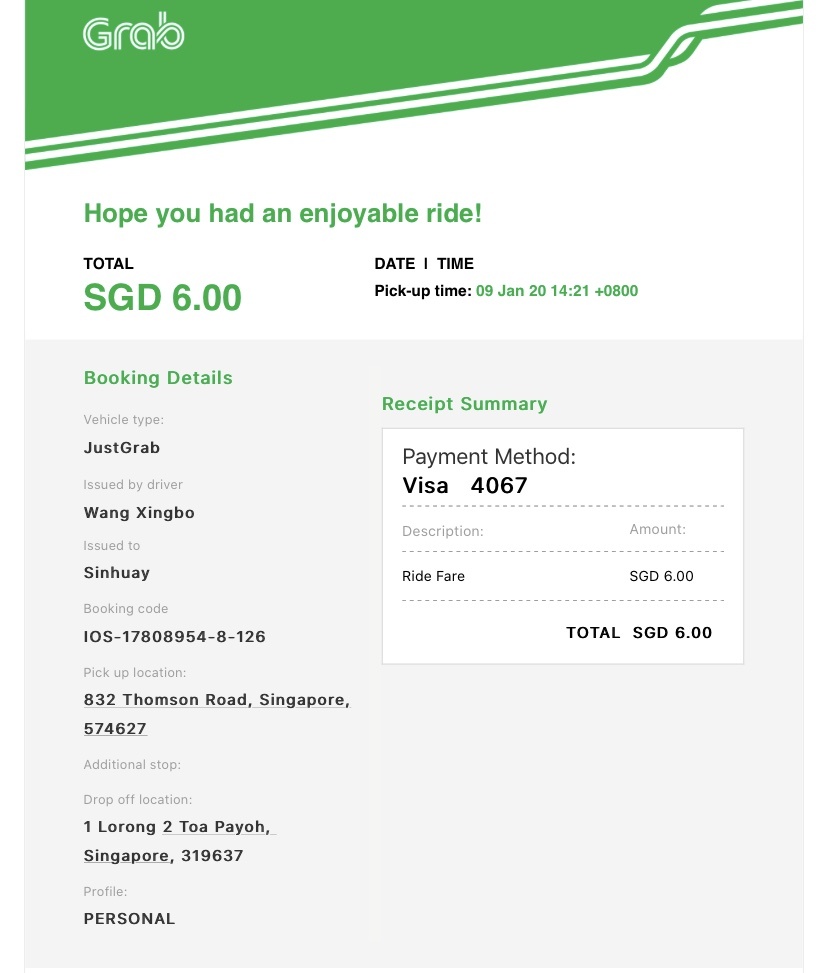 Grab
Hope you had an enjoyable ride!
TOTAL
SGD 6.00
DATE | TIME
Pick-up time: 09 Jan 20 14:21 +0800
Booking Details
Vehicle type:
JustGrab
Issued by driver
Wang Xingbo
Issued to
Sinhuay
Booking code
IOS-17808954-8-126
Pick up location:
832 Thomson Road, Singapore,
574627
Additional stop:
Drop off location:
1 Lorong 2 Toa Payoh,
Singapore, 319637
Profile:
PERSONAL
Receipt Summary
Payment Method:
Visa 4067
Description: Amount:
Ride Fare SGD 6.00
TOTAL SGD 6.00